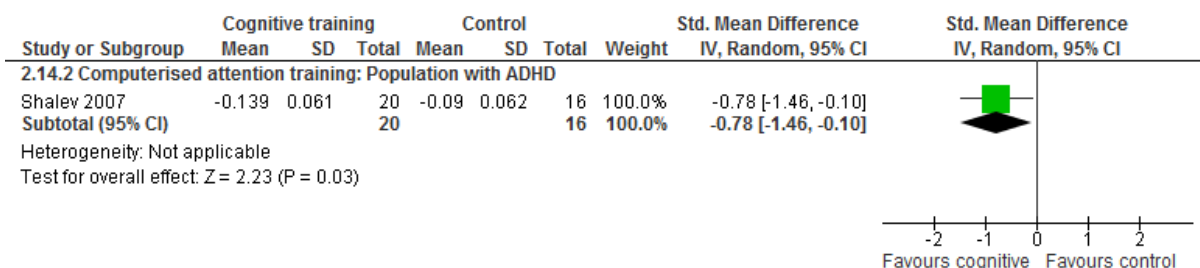 Cognitive training Control Std. Mean Difference Std. Mean Difference
Study or Subgroup Mean SD Total Mean SD Total Weight IV, Random, 95% CI IV, Random, 95% CI
2.14.2 Computerised attention training: Population with ADHD
Shalev 2007 -0.139 0.061 20 -0.09 0.062 16 100.0% -0.78 [-1.46, -0.10]
Subtotal (95% CI) 20 16 100.0% -0.78 [-1.46, -0.10]
Heterogeneity: Not applicable
Test for overall effect: Z = 2.23 (P = 0.03)
-2 -1 0 1 2
Favours cognitive Favours control